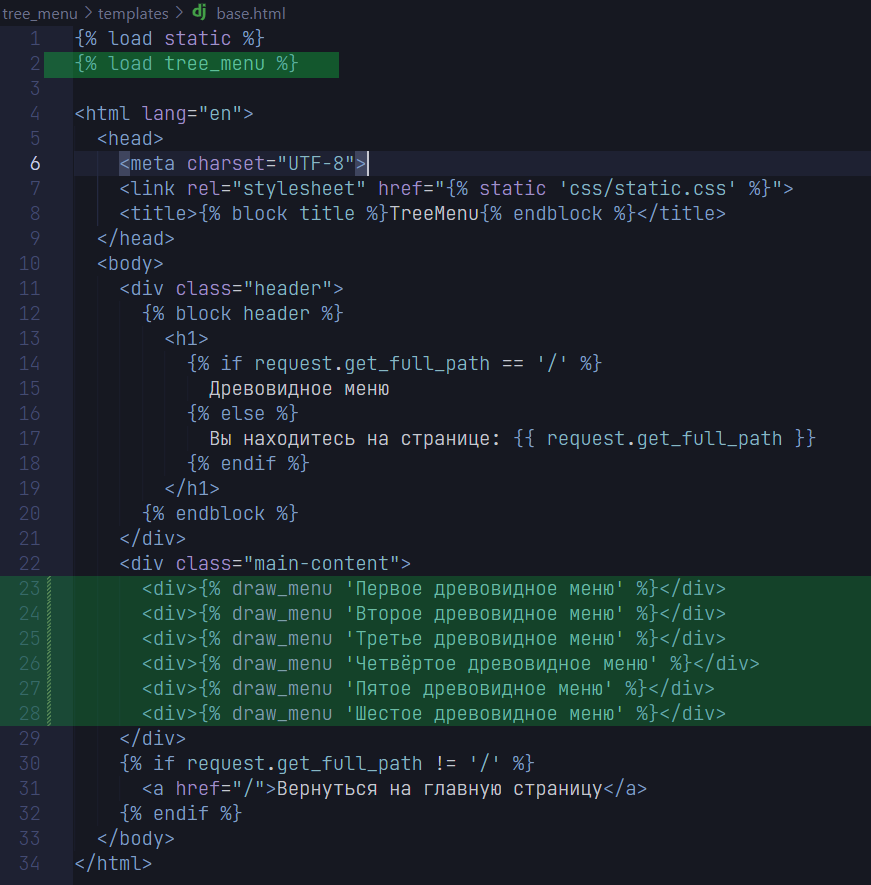 tree_menu > templates > dj base.html
1 {% load static %}
2 {% load tree_menu %}
3
4 <html lang="en">
5   <head>
6     <meta charset="UTF-8">
7     <link rel="stylesheet" href="{% static 'css/static.css' %}">
8     <title>{% block title %}TreeMenu{% endblock %}</title>
9   </head>
10   <body>
11     <div class="header">
12       {% block header %}
13         <h1>
14           {% if request.get_full_path == '/' %}
15             Древовидное меню
16           {% else %}
17             Вы находитесь на странице: {{ request.get_full_path }}
18           {% endif %}
19         </h1>
20       {% endblock %}
21     </div>
22     <div class="main-content">
23       <div>{% draw_menu 'Первое древовидное меню' %}</div>
24       <div>{% draw_menu 'Второе древовидное меню' %}</div>
25       <div>{% draw_menu 'Третье древовидное меню' %}</div>
26       <div>{% draw_menu 'Четвёртое древовидное меню' %}</div>
27       <div>{% draw_menu 'Пятое древовидное меню' %}</div>
28       <div>{% draw_menu 'Шестое древовидное меню' %}</div>
29     </div>
30     {% if request.get_full_path != '/' %}
31       <a href="/">Вернуться на главную страницу</a>
32     {% endif %}
33   </body>
34 </html>